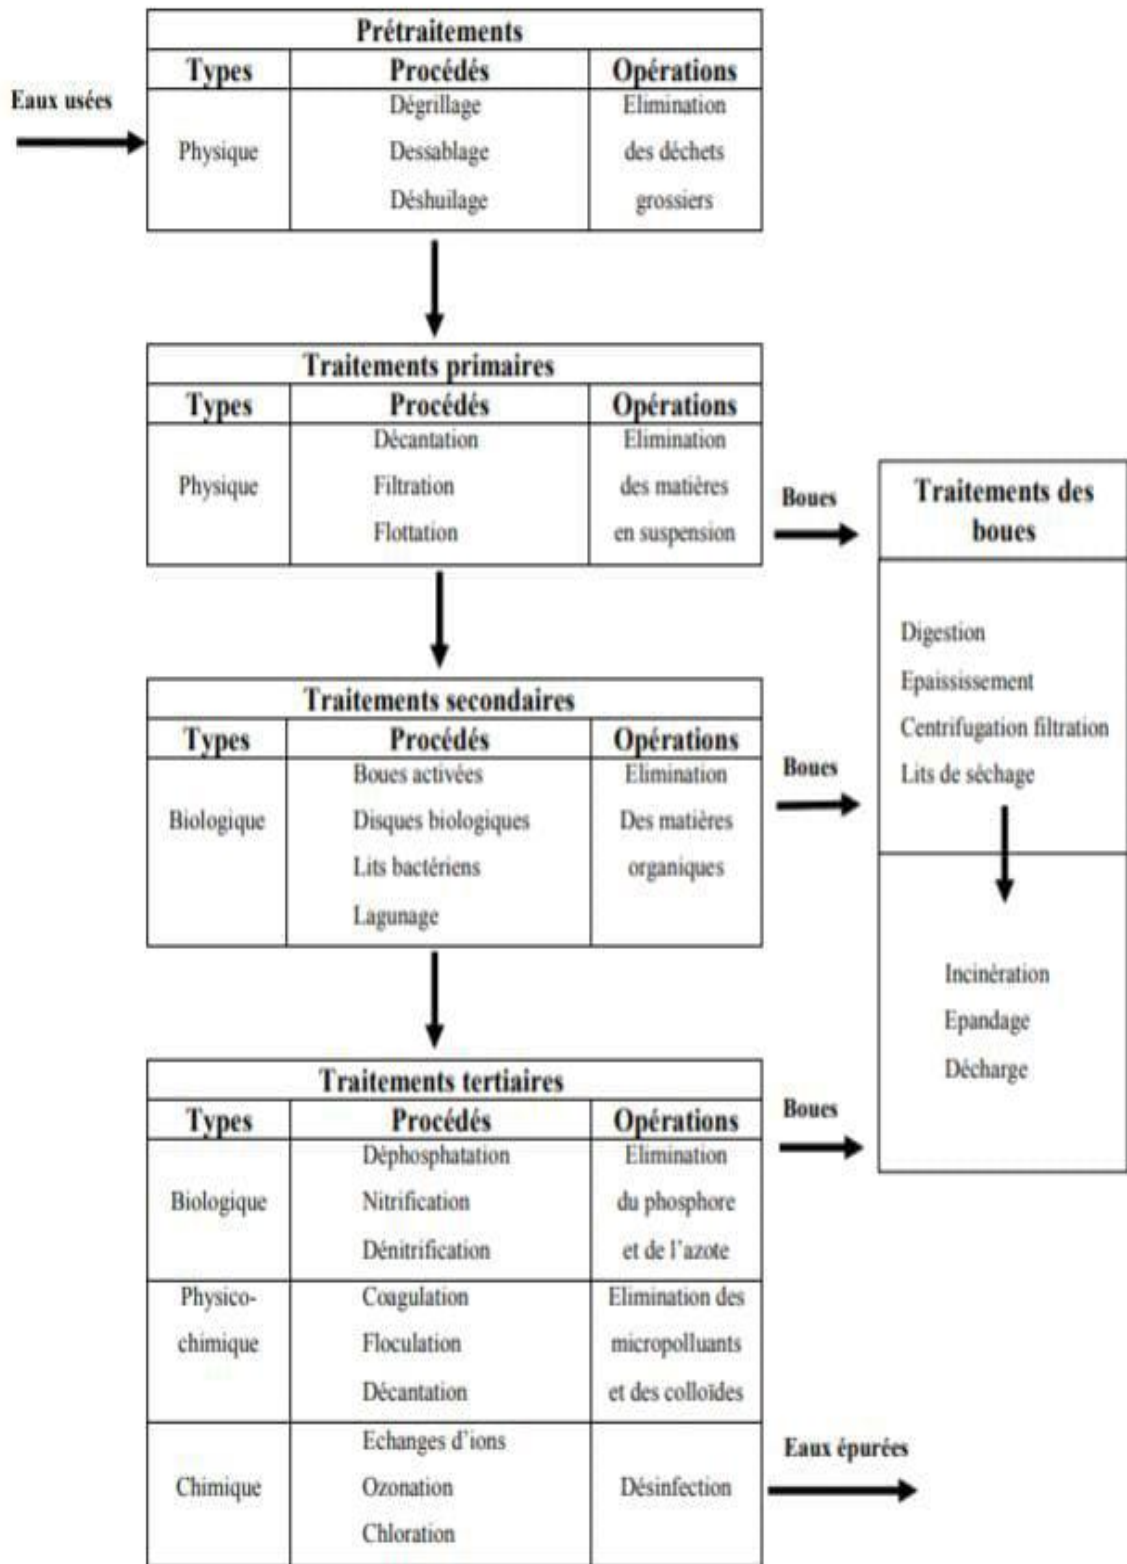 Prétraitements
Types Procédés Opérations
Eaux usées
Physique
Dégrillage
Dessablage
Déshuilage
Elimination
des déchets
grossiers
Traitements primaires
Types Procédés Opérations
Physique
Décantation
Filtration
Flottation
Elimination
des matières
en suspension
Boues
Traitements des
boues
Digestion
Epaississement
Centrifugation filtration
Lits de séchage
Incinération
Epandage
Décharge
Traitements secondaires
Types Procédés Opérations
Biologique
Boues activées
Disques biologiques
Lits bactériens
Lagunage
Elimination
Des matières
organiques
Boues
Traitements tertiaires
Types Procédés Opérations
Biologique
Déphosphatation
Nitrification
Dénitrification
Elimination
du phosphore
et de l’azote
Boues
Physico-
chimique
Coagulation
Floculation
Décantation
Elimination des
micropolluants
et des colloïdes
Chimique
Echanges d’ions
Ozonation
Chloration
Désinfection
Eaux épurées